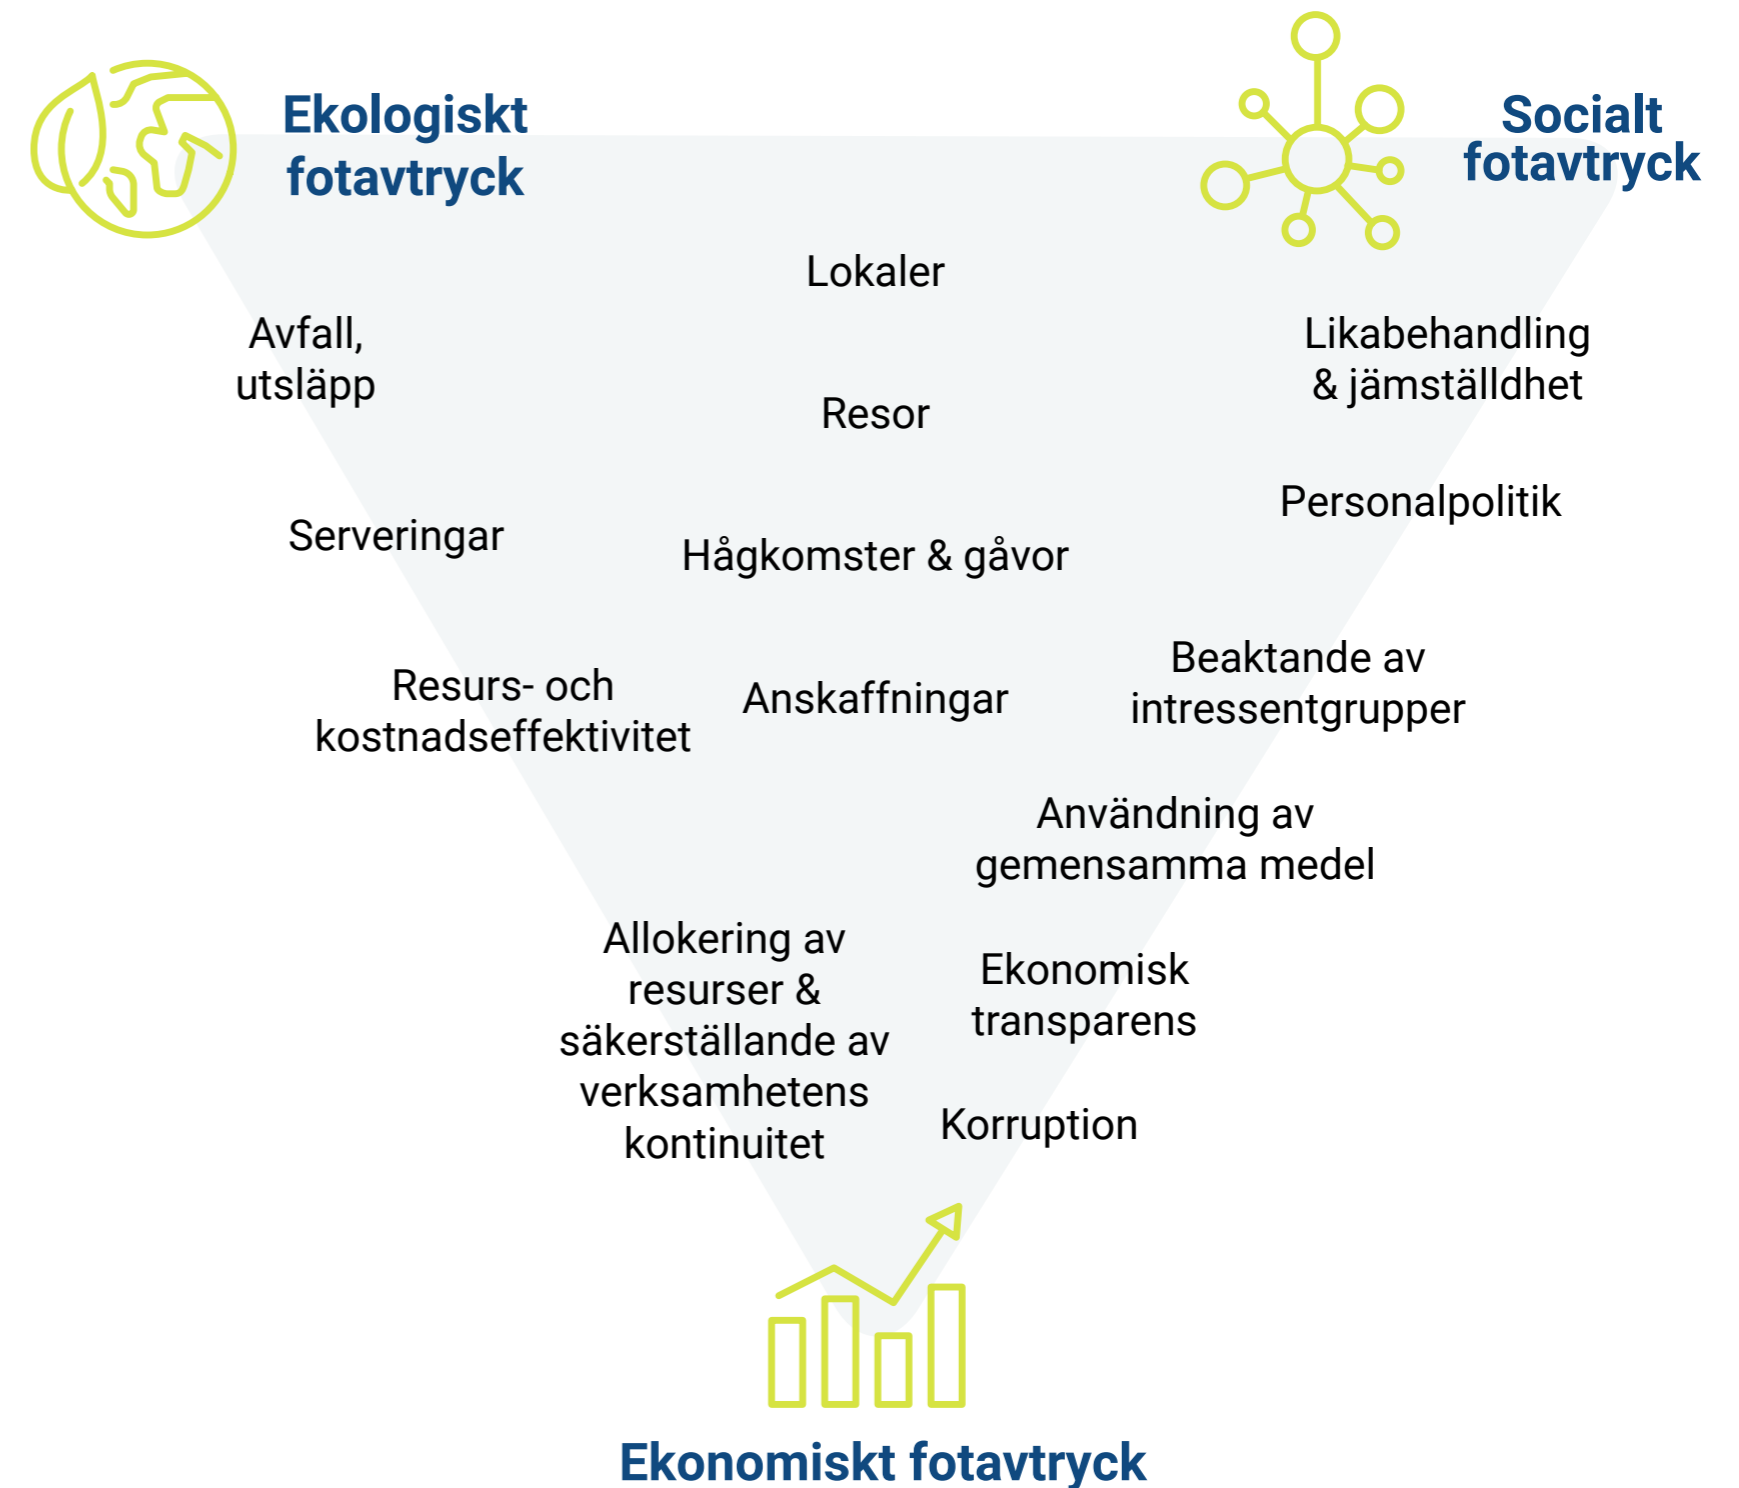 Ekologiskt
fotavtryck
Socialt
fotavtryck
Lokaler
Avfall,
utsläpp
Likabehandling
& jämställdhet
Resor
Personalpolitik
Serveringar
Hågkomster & gåvor
Resurs- och
kostnadseffektivitet
Anskaffningar
Beaktande av
intressentgrupper
Användning av
gemensamma medel
Allokering av
resurser &
säkerställande av
verksamhetens
kontinuitet
Ekonomisk
transparens
Korruption
Ekonomiskt fotavtryck